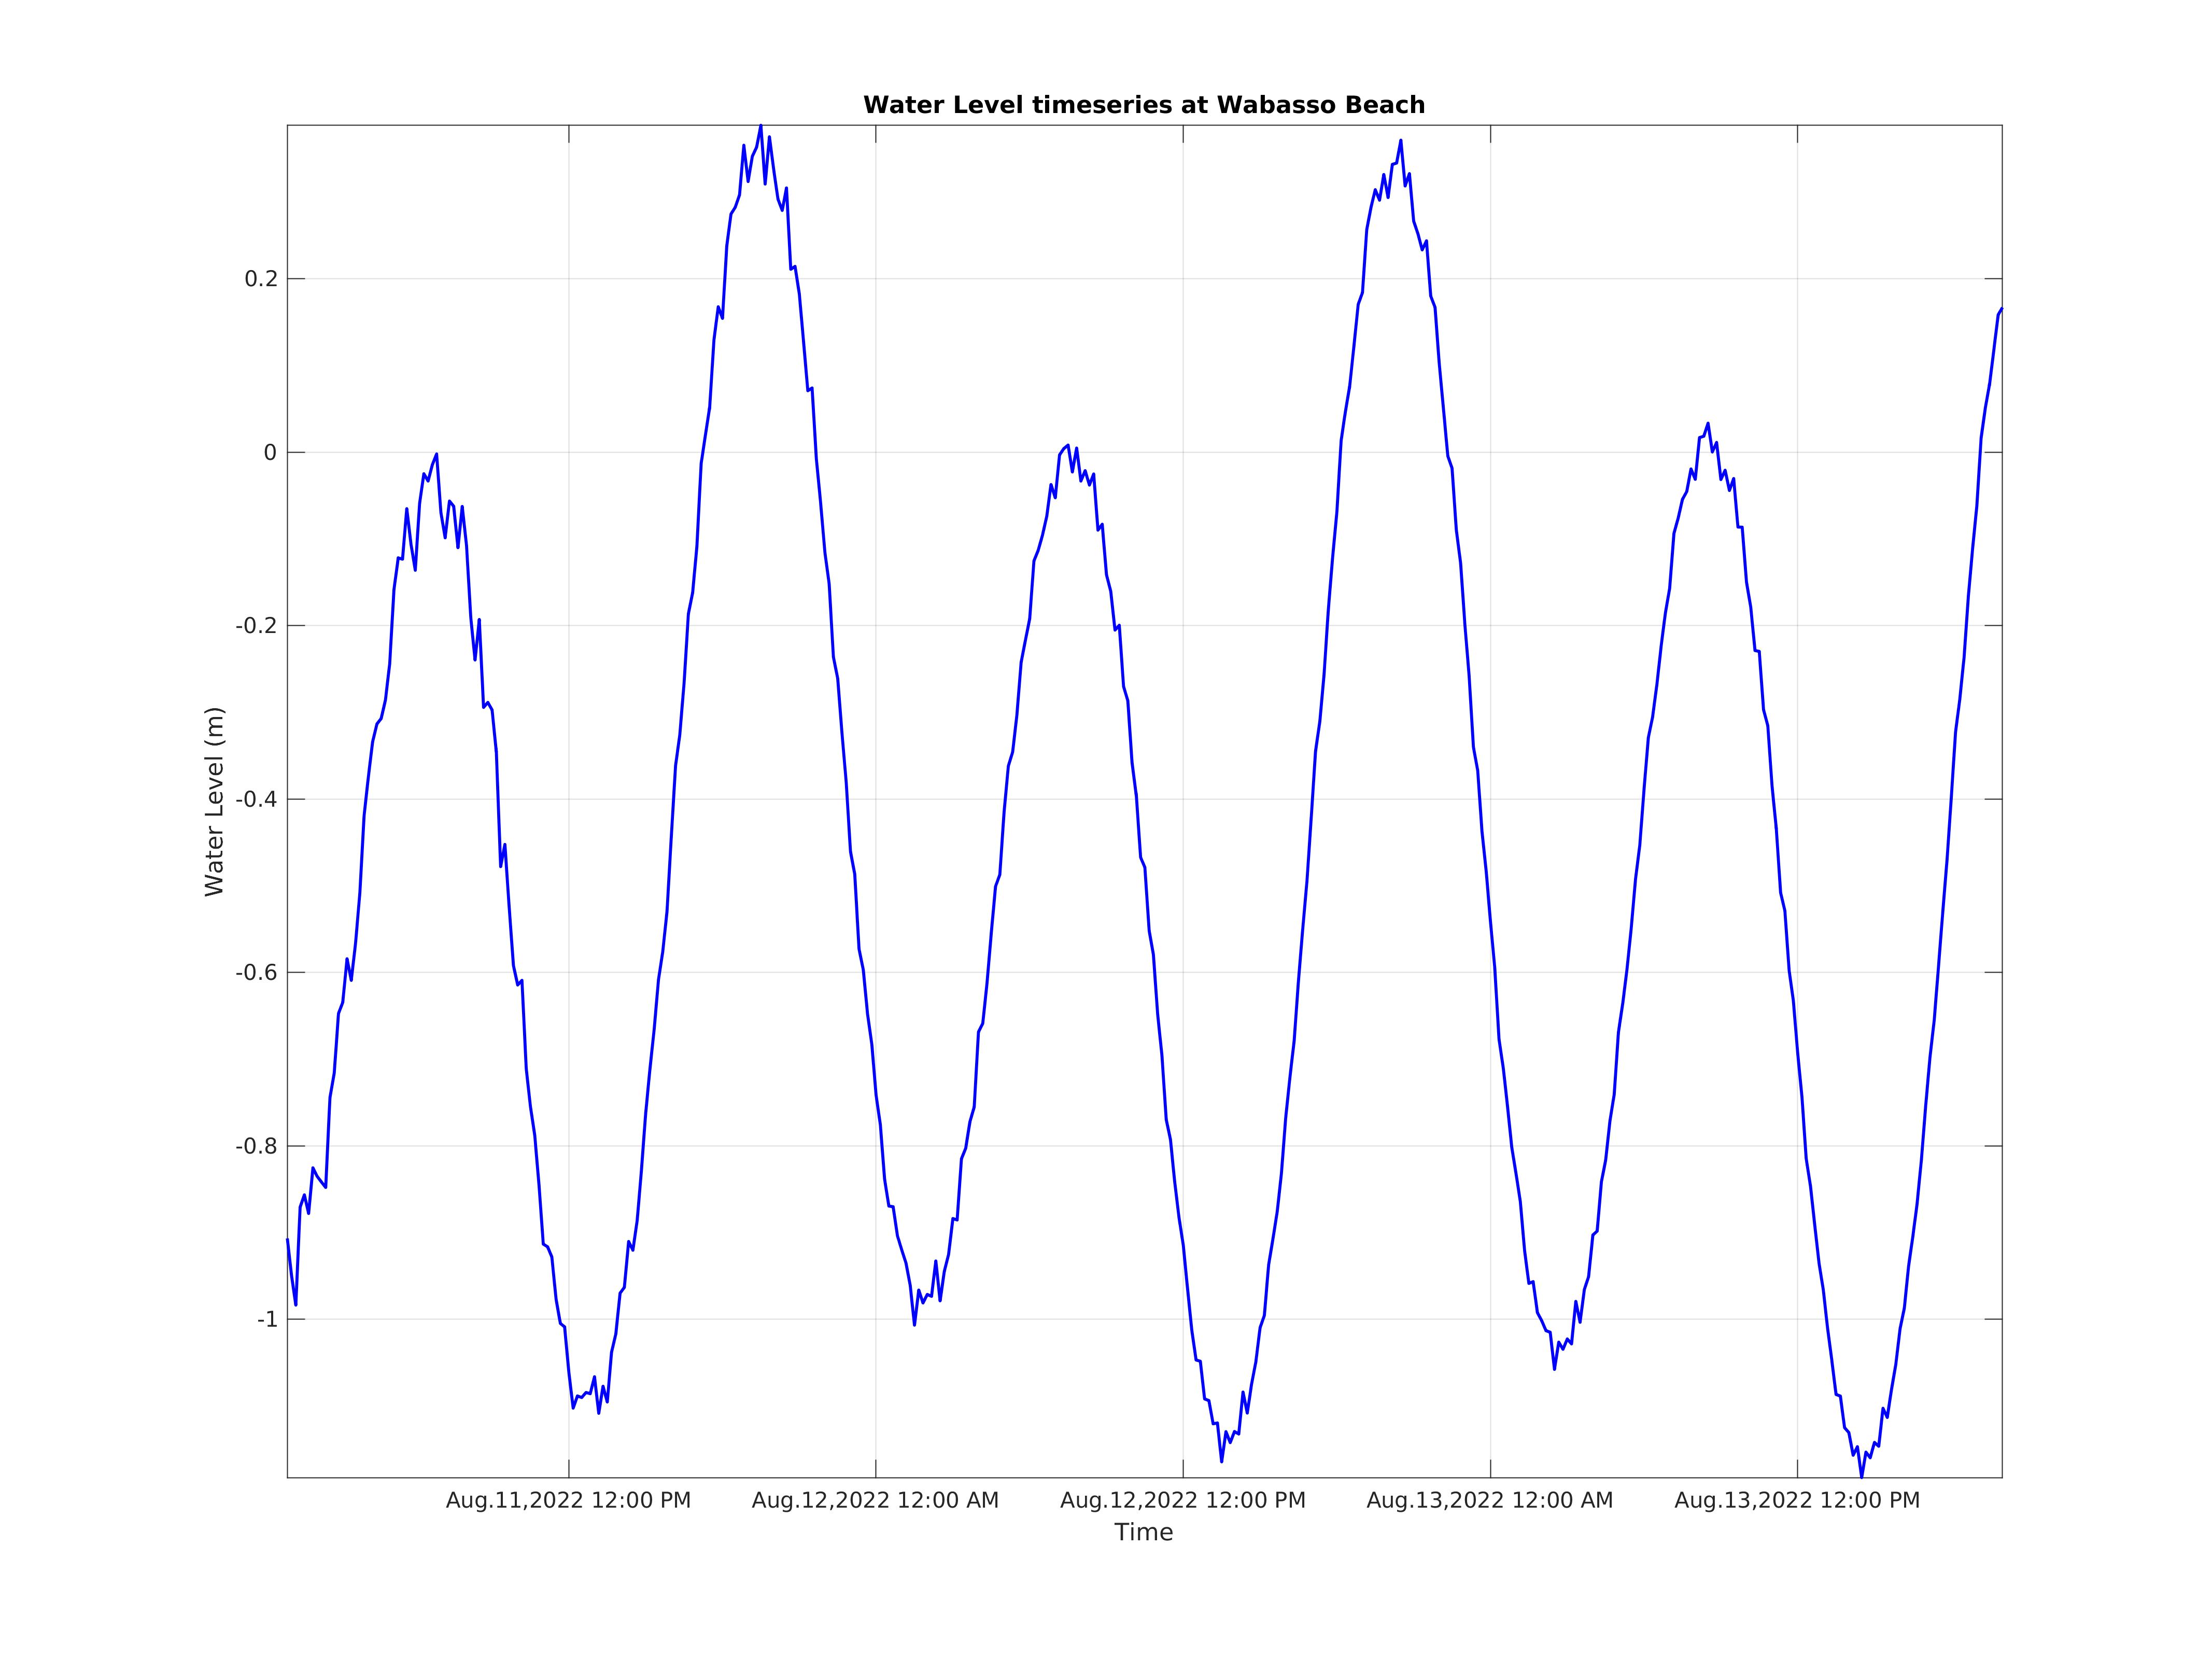 Water Level timeseries at Wabasso Beach
Water Level (m)
0.2
0
-0.2
-0.4
-0.6
-0.8
-1
Aug.11,2022 12:00 PM
Aug.12,2022 12:00 AM
Aug.12,2022 12:00 PM
Aug.13,2022 12:00 AM
Aug.13,2022 12:00 PM
Time